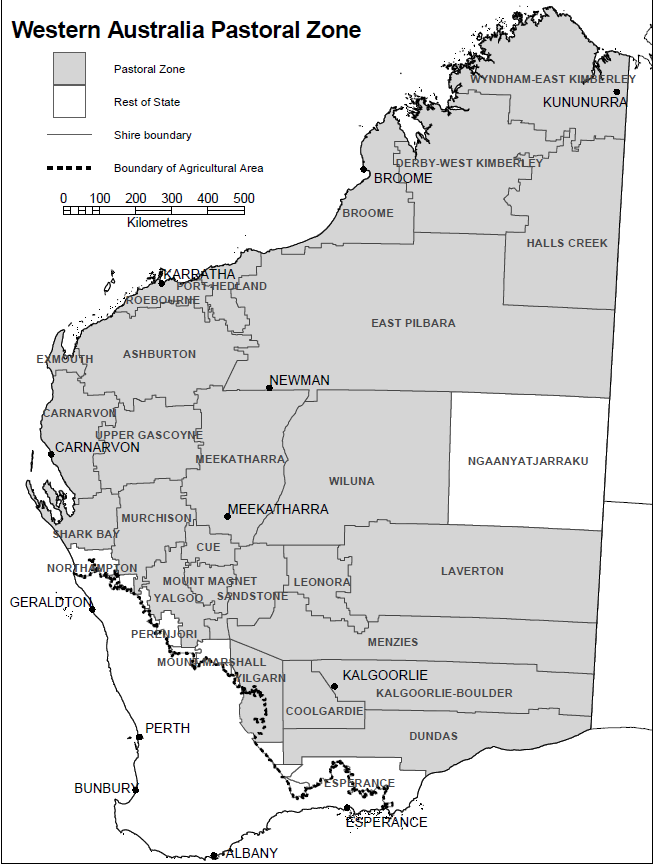 Western Australia Pastoral Zone
Pastoral Zone
Rest of State
Shire boundary
Boundary of Agricultural Area
0 100 200 300 400 500
Kilometres
WYNDHAM-EAST KIMBERLEY
KUNUNURRA
DERBY-WEST KIMBERLEY
BROOME
BROOME
HALLS CREEK
KARRATHA
PORT HEDLAND
ROEBOURNE
EAST PILBARA
EXMOUTH
ASHBURTON
NEWMAN
CARNARVON
UPPER GASCOYNE
CARNARVON
MEEKATHARRA
NGAANYATJARRAKU
WILUNA
MEEKATHARRA
MURCHISON
SHARK BAY
CUE
NORTHAMPTON
LAVERTON
MOUNT MAGNET
LEONORA
YALGOO
SANDSTONE
GERALDTON
PERENJORI
MENZIES
MOUNT MARSHALL
YILGARN
KALGOORLIE
KALGOORLIE-BOULDER
COOLGARDIE
PERTH
DUNDAS
ESPERANCE
BUNBURY
ESPERANCE
ALBANY